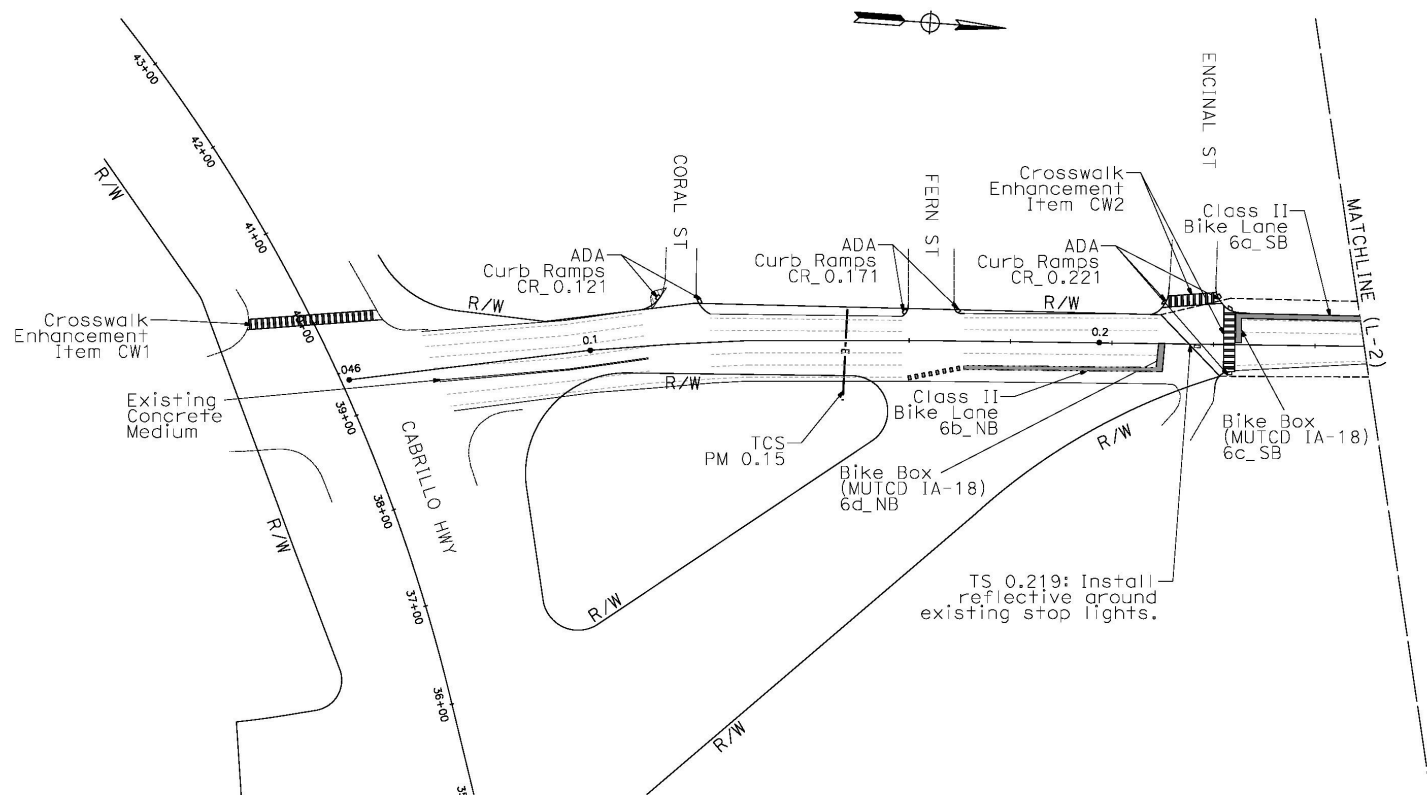 43+00
42+00
41+00
40+00
39+00
38+00
37+00
36+00
R/W
R/W
CABRILLO HWY
Crosswalk
Enhancement
Item CW1
.046
Existing
Concrete
Medium
0.1
R/W
ADA
Curb Ramps
CR_0.121
CORAL ST
R/W
ADA
Curb Ramps
CR_0.171
FERN ST
E
TCS
PM 0.15
R/W
Class II
Bike Lane
6b_NB
Bike Box
(MUTCD IA-18)
6d_NB
R/W
0.2
ADA
Curb Ramps
CR_0.221
Crosswalk
Enhancement
Item CW2
ENCINAL ST
Class II
Bike Lane
6a_SB
MATCHLINE (L-2)
Bike Box
(MUTCD IA-18)
6c_SB
R/W
TS 0.219: Install
reflective around
existing stop lights.
R/W
R/W